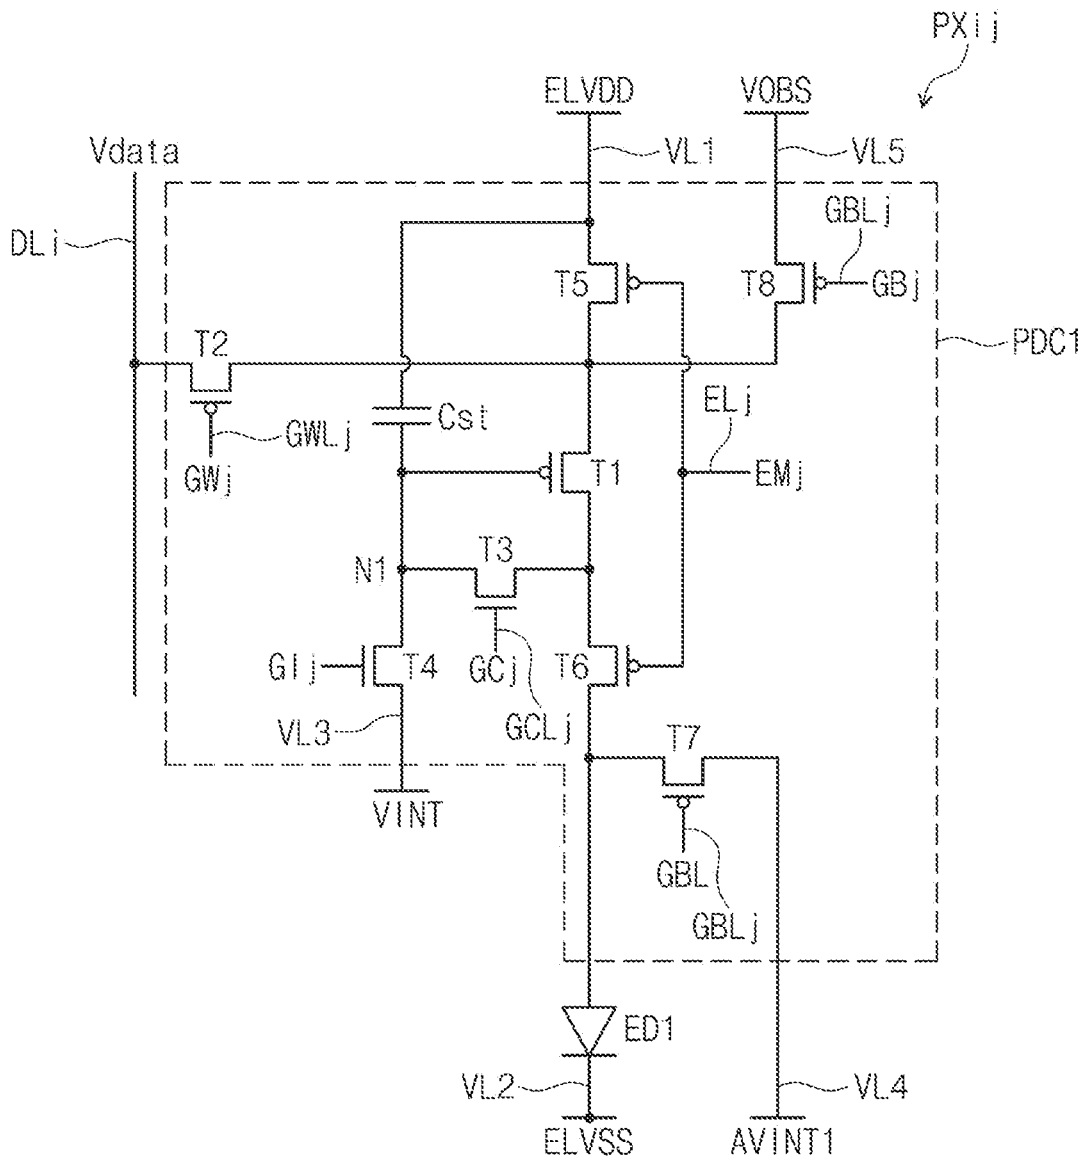 PXij
ELVDD
VOBS
Vdata
VL1
VL5
GBLj
DLi
T5
T8
GBj
T2
PDC1
ELj
Cst
GWLj
GWj
T1
EMj
T3
N1
GIj
T4
GCj
T6
GCLj
VL3
T7
VINT
GBL
GBLj
ED1
VL2
VL4
ELVSS
AVINT1